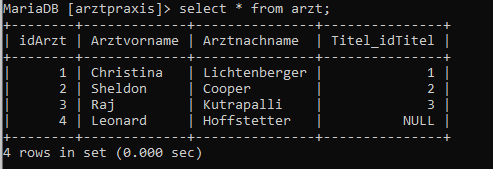 MariaDB [arztpraxis]> select * from arzt;
+--------+-------------+---------------+----------------+
| idArzt | Arztvorname | Arztnachname | Titel_idTitel |
+--------+-------------+---------------+----------------+
| 1 | Christina | Lichtenberger | 1 |
| 2 | Sheldon | Cooper | 2 |
| 3 | Raj | Kutrapalli | 3 |
| 4 | Leonard | Hoffstetter | NULL |
+--------+-------------+---------------+----------------+
4 rows in set (0.000 sec)